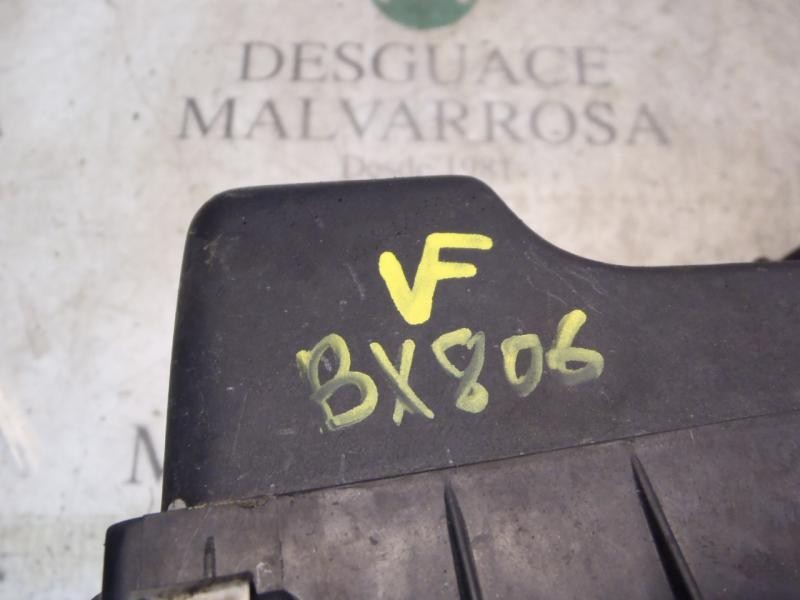 DESGUACE
MALVARROSA
Desde 1981
VF
BX806
M